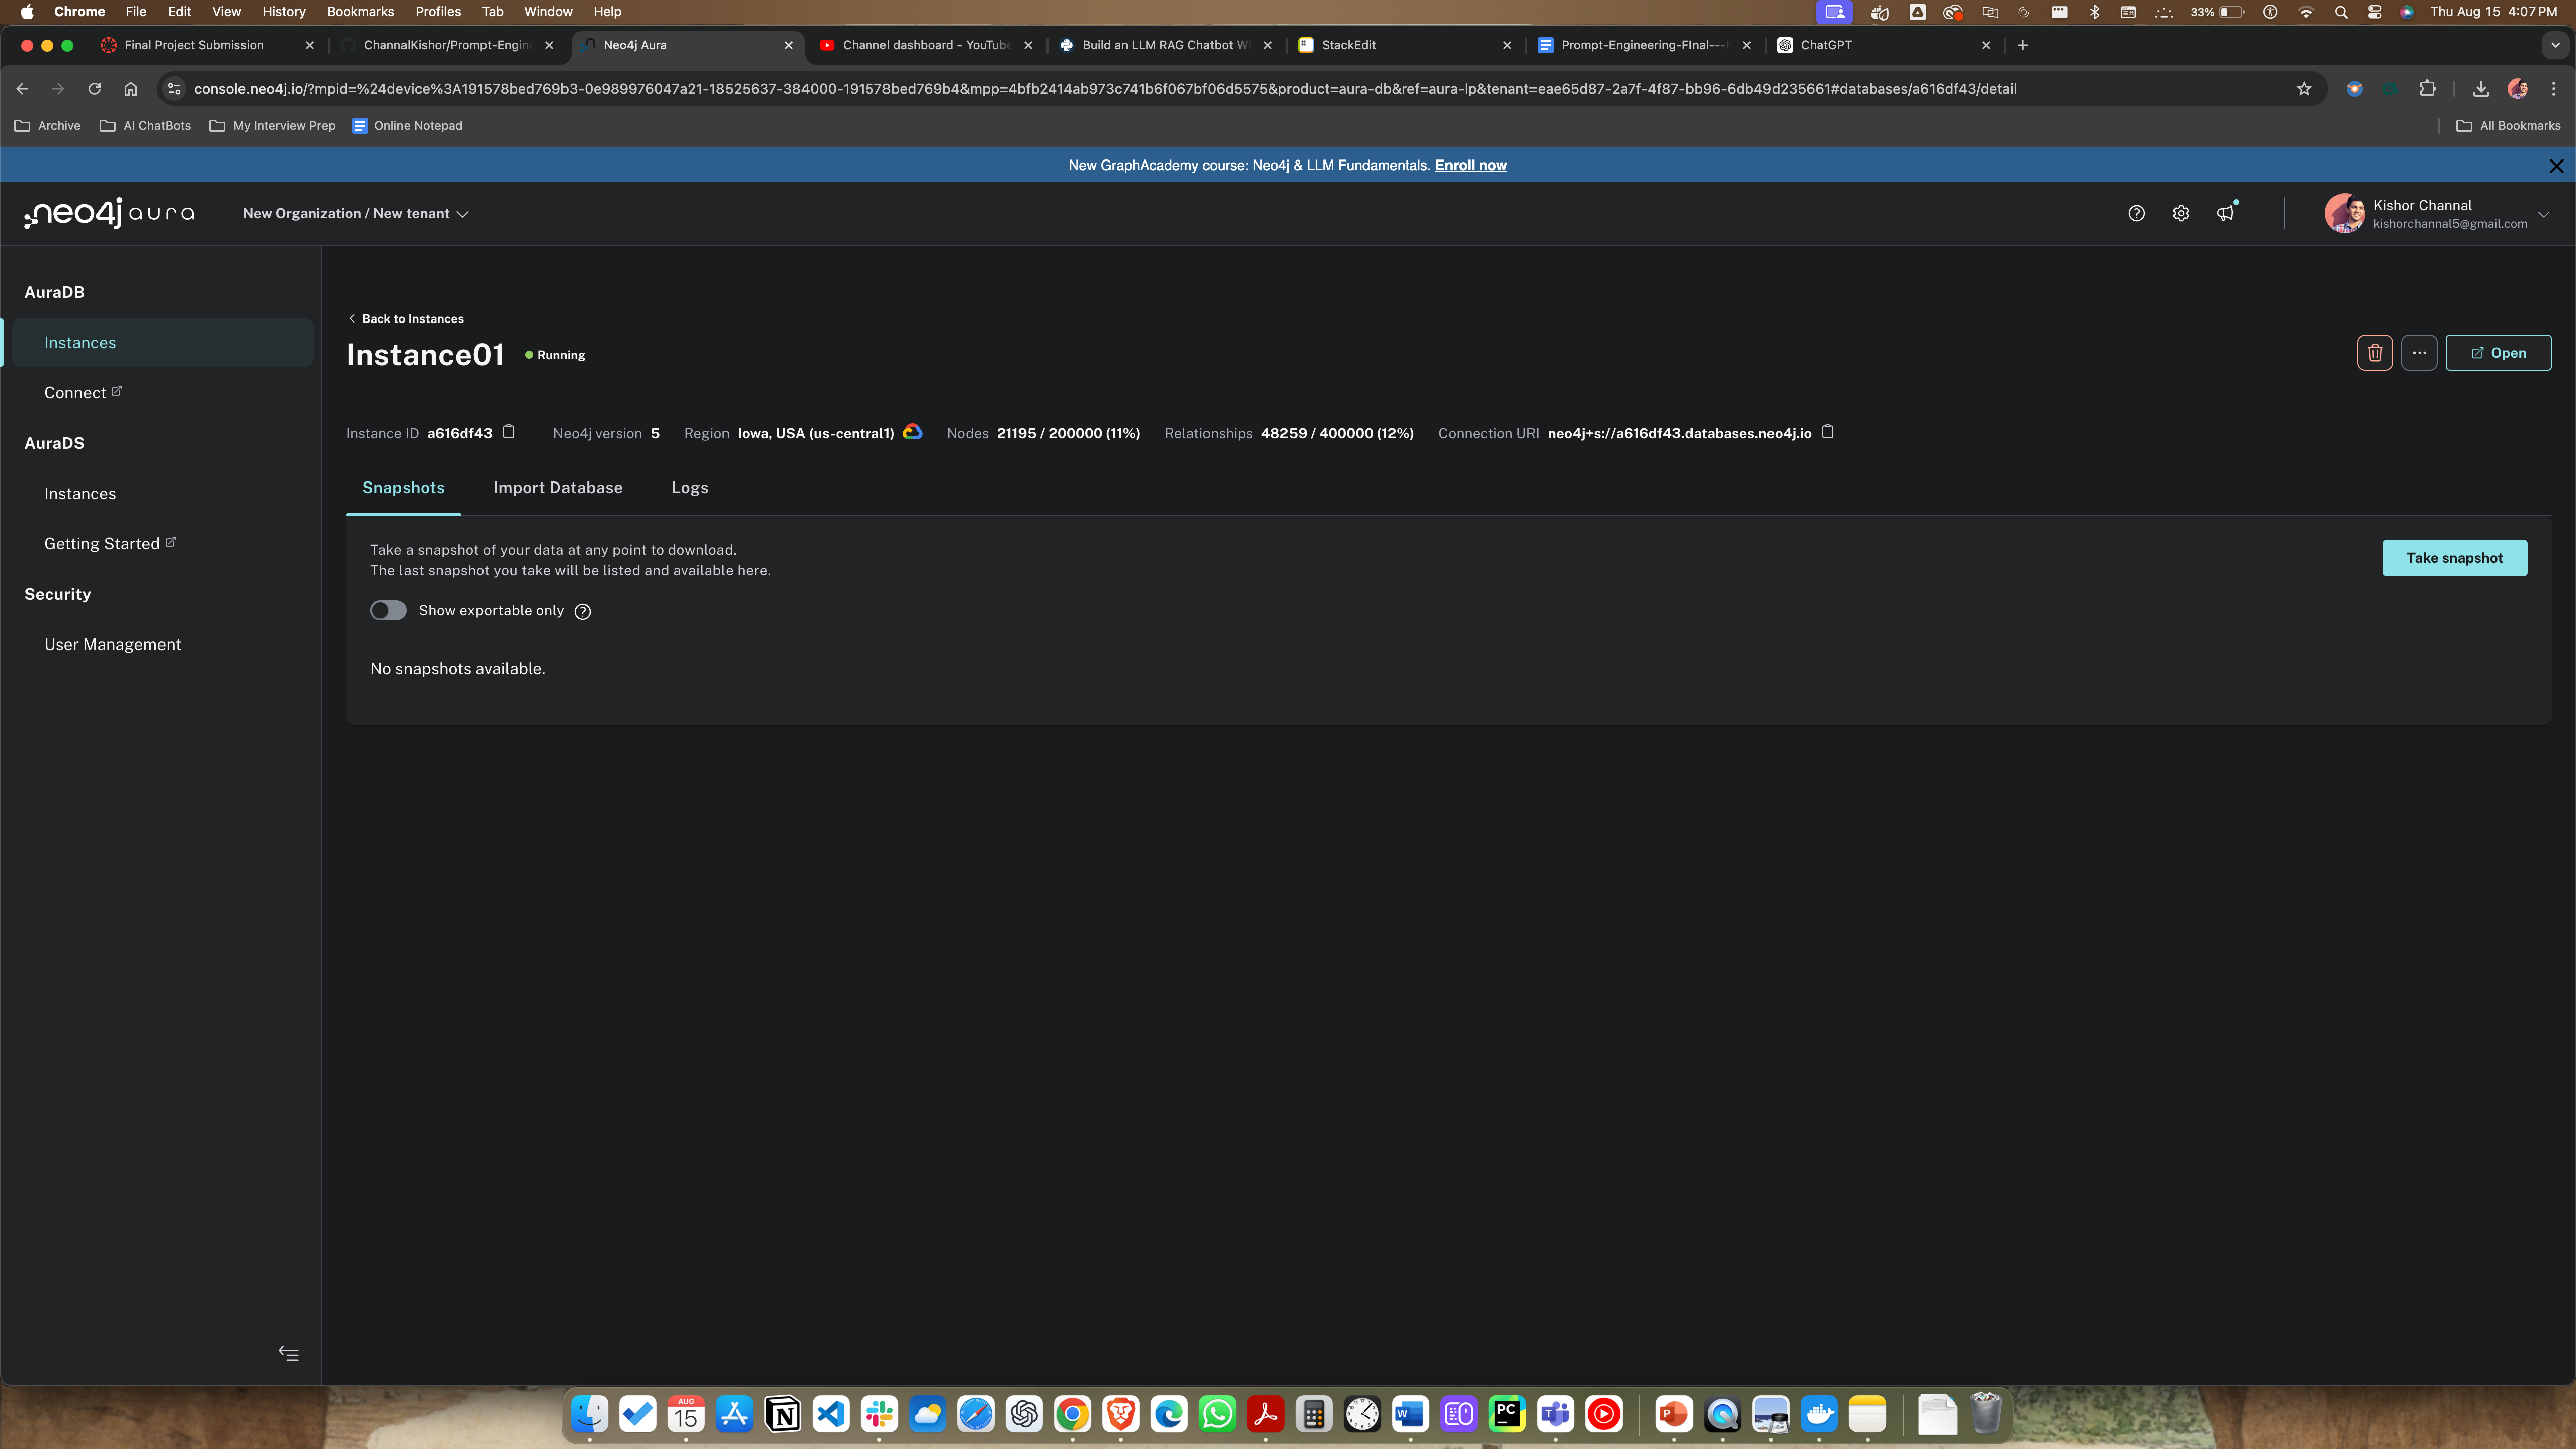 Chrome File Edit View History Bookmarks Profiles Tab Window Help 33% Thu Aug 15 4:07 PM
Final Project Submission ChannalKishor/Prompt-Engin Neo4j Aura Channel dashboard - YouTube Build an LLM RAG Chatbot W StackEdit Prompt-Engineering-FInal--- ChatGPT
console.neo4j.io/?mpid=%24device%3A191578bed769b3-0e989976047a21-18525637-384000-191578bed769b4&mpp=4bfb2414ab973c741b6f067bf06d5575&product=aura-db&ref=aura-lp&tenant=eae65d87-2a7f-4f87-bb96-6db49d235661#databases/a616df43/detail
Archive AI ChatBots My Interview Prep Online Notepad All Bookmarks
New GraphAcademy course: Neo4j & LLM Fundamentals. Enroll now
neo4j aura New Organization / New tenant Kishor Channal
kishorchannal5@gmail.com
AuraDB
Instances
Connect
AuraDS
Instances
Getting Started
Security
User Management
Back to Instances
Instance01 Running Open
Instance ID a616df43 Neo4j version 5 Region Iowa, USA (us-central1) Nodes 21195 / 200000 (11%) Relationships 48259 / 400000 (12%) Connection URI neo4j+s://a616df43.databases.neo4j.io
Snapshots Import Database Logs
Take a snapshot of your data at any point to download.
The last snapshot you take will be listed and available here.
Take snapshot
Show exportable only
No snapshots available.
AUG
15
PC